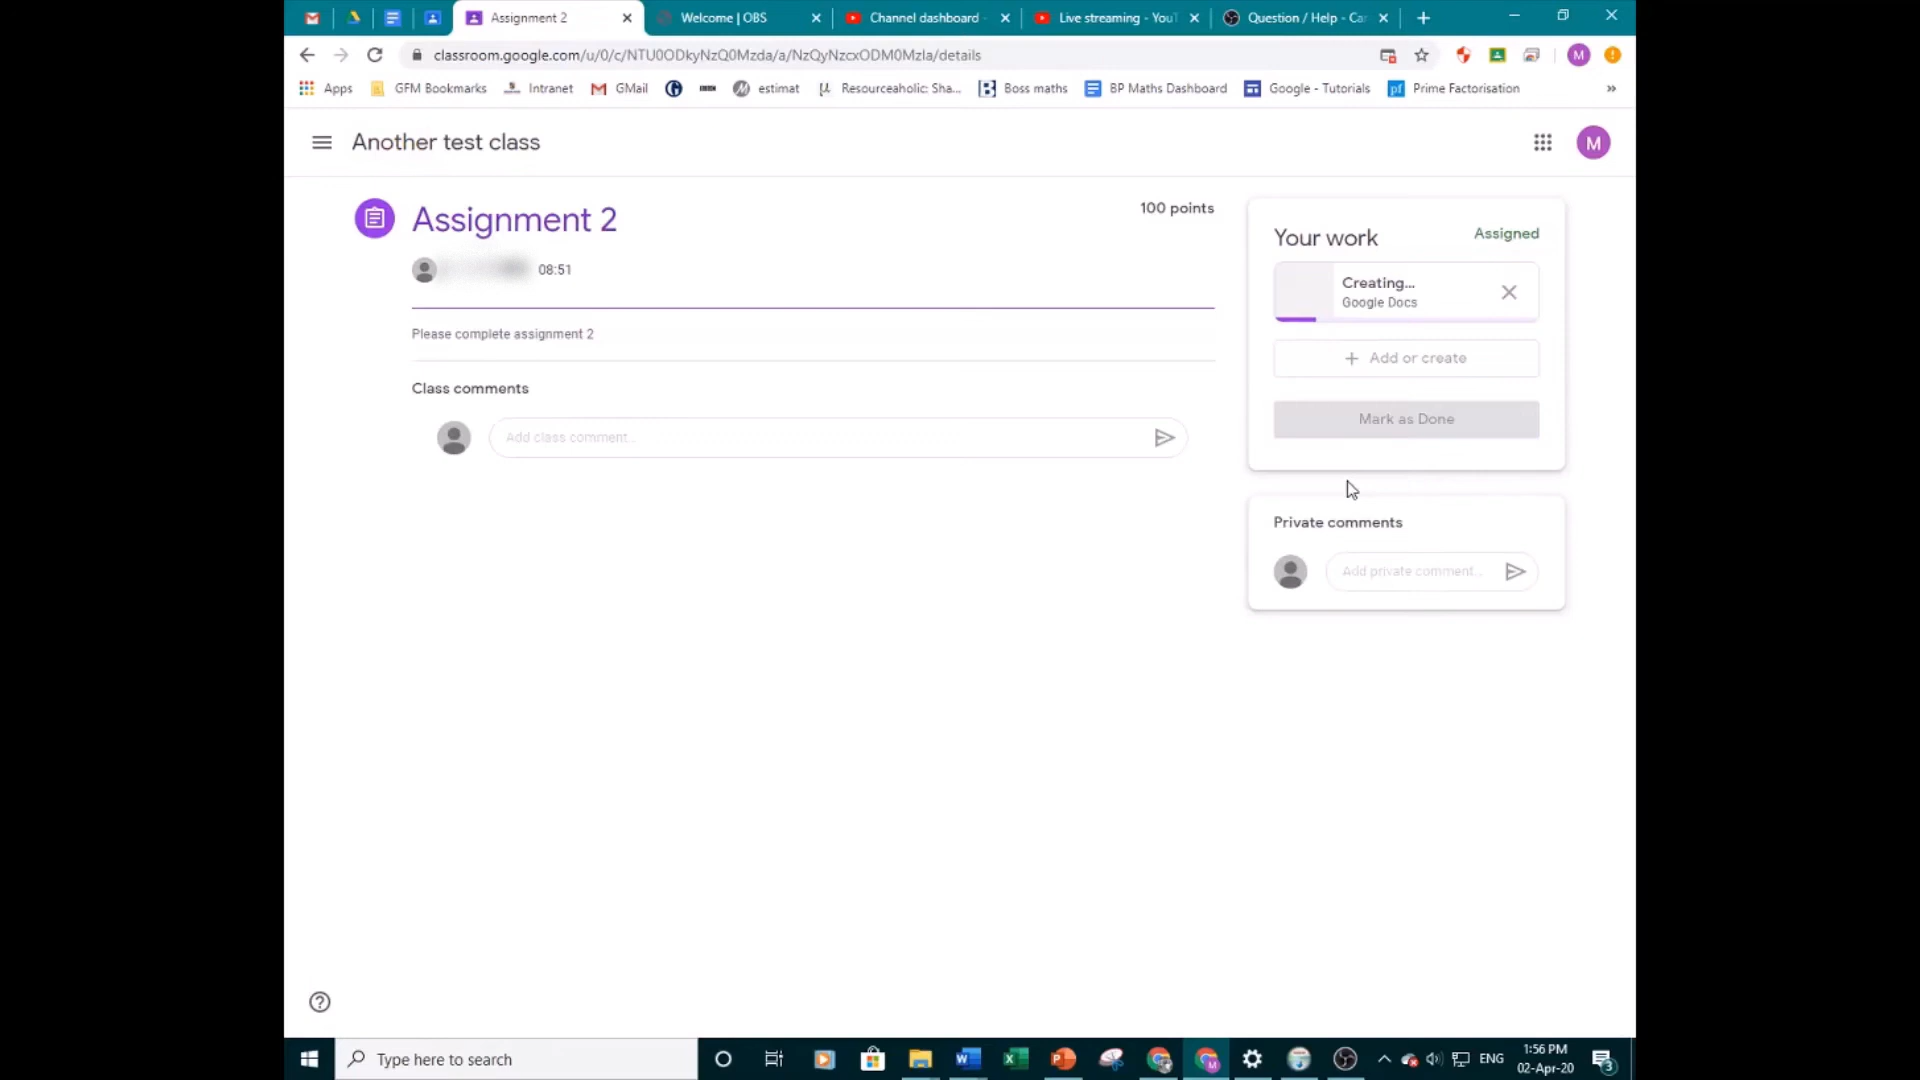 Assignment 2
Welcome | OBS
Channel dashboard
Live streaming - YouT
Question / Help - Car
classroom.google.com/u/0/c/NTU0ODkyNzQ0Mzda/a/NzQyNzcxODM0Mzla/details
Apps GFM Bookmarks Intranet GMail estimat Resourceaholic: Sha... Boss maths BP Maths Dashboard Google - Tutorials pf Prime Factorisation »
Another test class
M
Assignment 2
100 points
08:51
Please complete assignment 2
Class comments
Add class comment...
Your work
Assigned
Creating...
Google Docs
+ Add or create
Mark as Done
Private comments
Add private comment...
Type here to search
ENG
1:56 PM
02-Apr-20
3